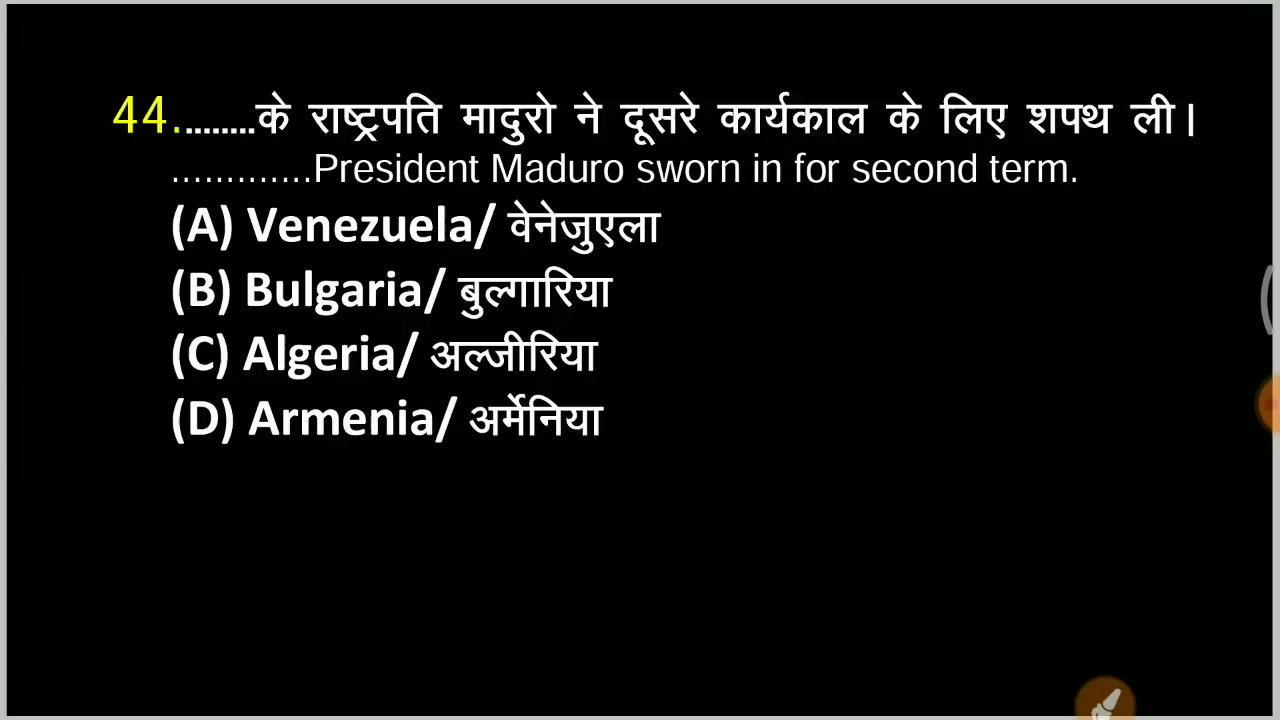 44.........के राष्ट्रपति मादुरो ने दूसरे कार्यकाल के लिए शपथ ली।
.............President Maduro sworn in for second term.
(A) Venezuela/ वेनेजुएला
(B) Bulgaria/ बुल्गारिया
(C) Algeria/ अल्जीरिया
(D) Armenia/ अर्मेनिया